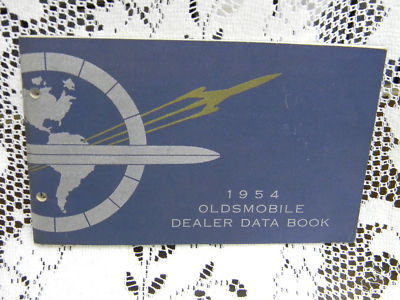 1954
OLDSMOBILE
DEALER DATA BOOK